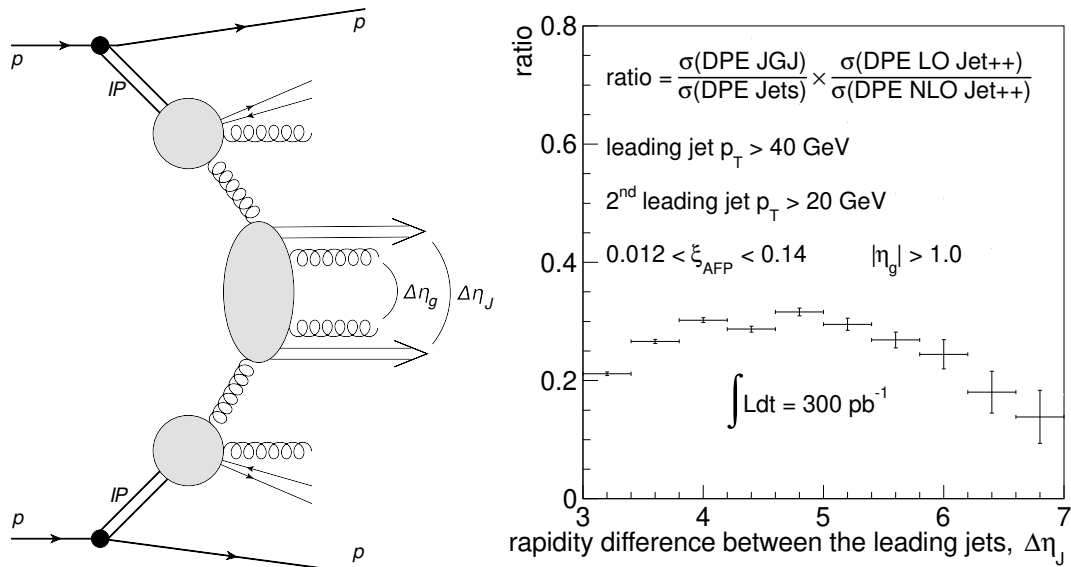 p
p
IP
Δη_g
Δη_J
IP
p
p
ratio
0.8
0.6
0.4
0.2
0
ratio = σ(DPE JGJ)/σ(DPE Jets) × σ(DPE LO Jet++)/σ(DPE NLO Jet++)
leading jet p_T > 40 GeV
2^nd leading jet p_T > 20 GeV
0.012 < ξ_AFP < 0.14 |η_g| > 1.0
∫Ldt = 300 pb^-1
3 4 5 6 7
rapidity difference between the leading jets, Δη_J